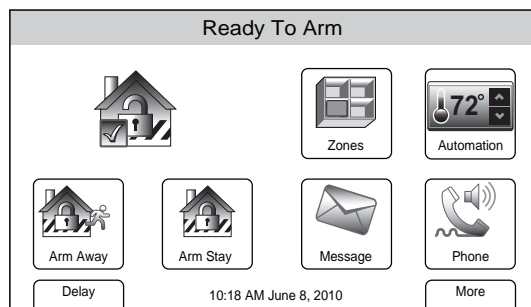 Ready To Arm
72°
Zones
Automation
Arm Away
Arm Stay
Message
Phone
Delay
10:18 AM June 8, 2010
More